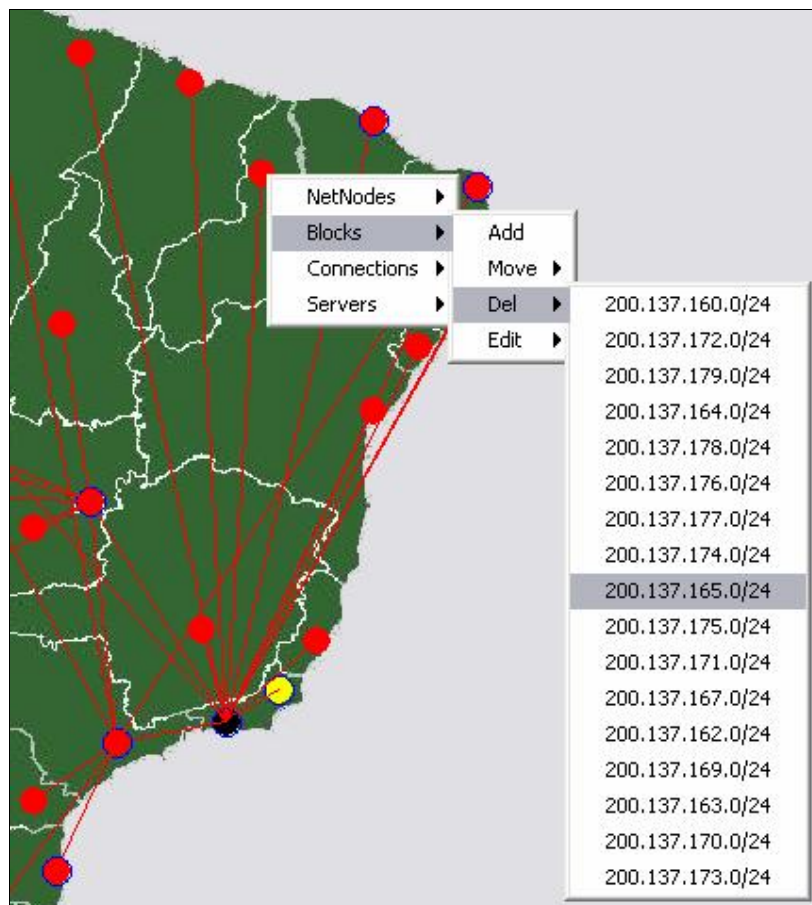 NetNodes
Blocks
Connections
Servers
Add
Move
Del
Edit
200.137.160.0/24
200.137.172.0/24
200.137.179.0/24
200.137.164.0/24
200.137.178.0/24
200.137.176.0/24
200.137.177.0/24
200.137.174.0/24
200.137.165.0/24
200.137.175.0/24
200.137.171.0/24
200.137.167.0/24
200.137.162.0/24
200.137.169.0/24
200.137.163.0/24
200.137.170.0/24
200.137.173.0/24